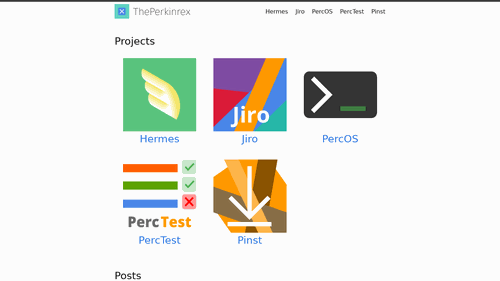 ThePerkinrex
Hermes Jiro PercOS PercTest Pinst
Projects
Jiro
Hermes Jiro PercOS
PercTest
PercTest Pinst
Posts